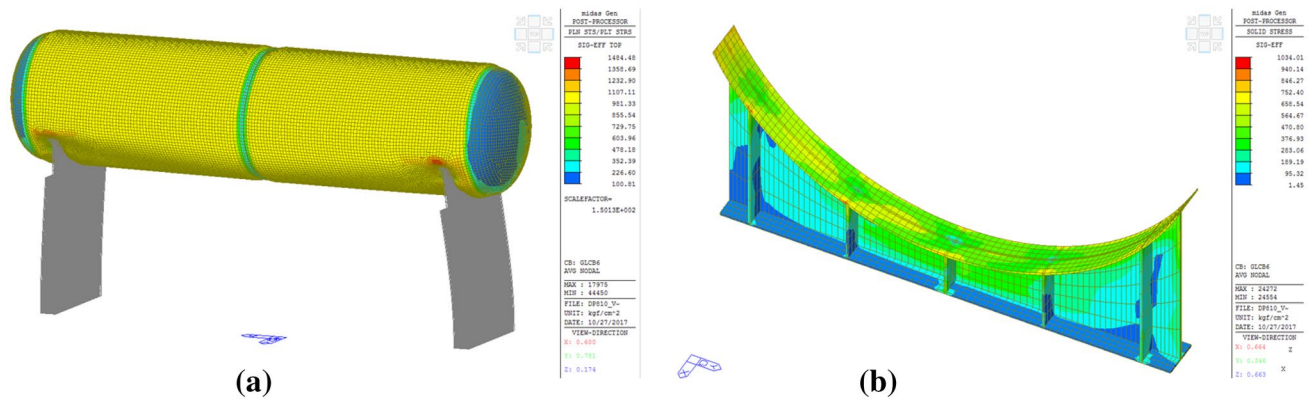 midas Gen
POST-PROCESSOR
PLN STS/PLT STRS
SIG-EFF TOP
1484.48
1358.69
1232.90
1107.11
981.33
855.54
729.75
603.96
478.18
352.39
226.60
100.81
SCALEFACTOR=
1.5013E+002
CB: GLCB6
AVG NODAL
MAX : 17975
MIN : 44450
FILE: DP810_V~
UNIT: kgf/cm^2
DATE: 10/27/2017
VIEW-DIRECTION
Z: 0.174
(a)
midas Gen
POST-PROCESSOR
SOLID STRESS
SIG-EFF
1034.01
940.14
846.27
752.40
658.54
564.67
470.80
376.93
283.06
189.19
95.32
1.45
CB: GLCB6
AVG NODAL
MAX : 24272
MIN : 24554
FILE: DP810_V~
UNIT: kgf/cm^2
DATE: 10/27/2017
VIEW-DIRECTION
X: 0.664
Z
X
Z: 0.663
(b)